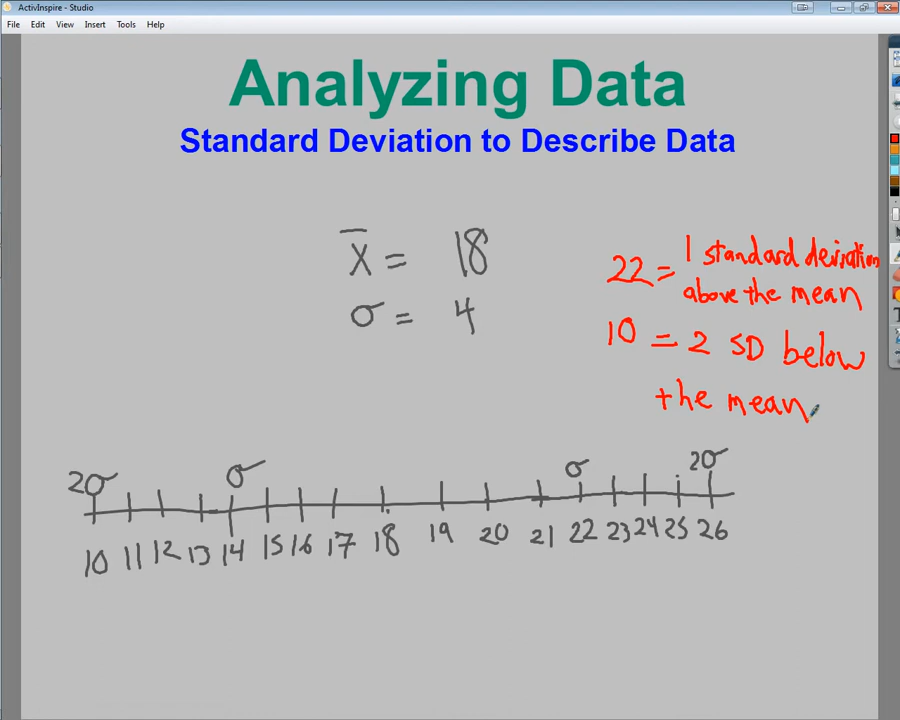 ActivInspire - Studio
File Edit View Insert Tools Help
Analyzing Data
Standard Deviation to Describe Data
x̅ = 18
σ = 4
22 = 1 standard deviation
above the mean
10 = 2 SD below
the mean
2σ σ σ 2σ
10 11 12 13 14 15 16 17 18 19 20 21 22 23 24 25 26